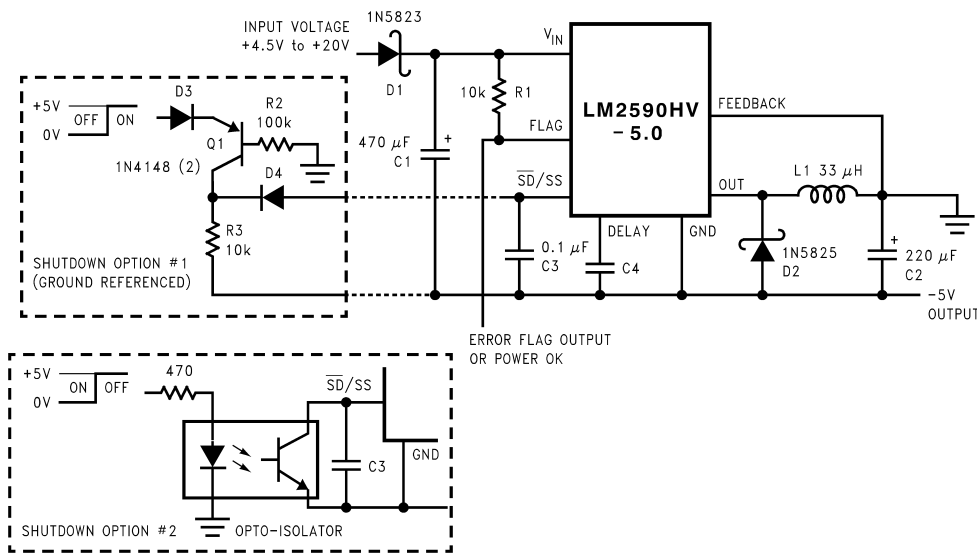 INPUT VOLTAGE
+4.5V to +20V
1N5823
D1
VIN
10k
R1
FLAG
470 µF
+
C1
LM2590HV
- 5.0
FEEDBACK
OUT
L1 33 µH
SD/SS
0.1 µF
C3
DELAY
C4
GND
1N5825
D2
+
220 µF
C2
-5V
OUTPUT
ERROR FLAG OUTPUT
OR POWER OK
+5V
OFF
ON
0V
D3
R2
100k
Q1
1N4148 (2)
D4
R3
10k
SHUTDOWN OPTION #1
(GROUND REFERENCED)
+5V
ON
OFF
0V
470
SD/SS
C3
GND
SHUTDOWN OPTION #2
OPTO-ISOLATOR